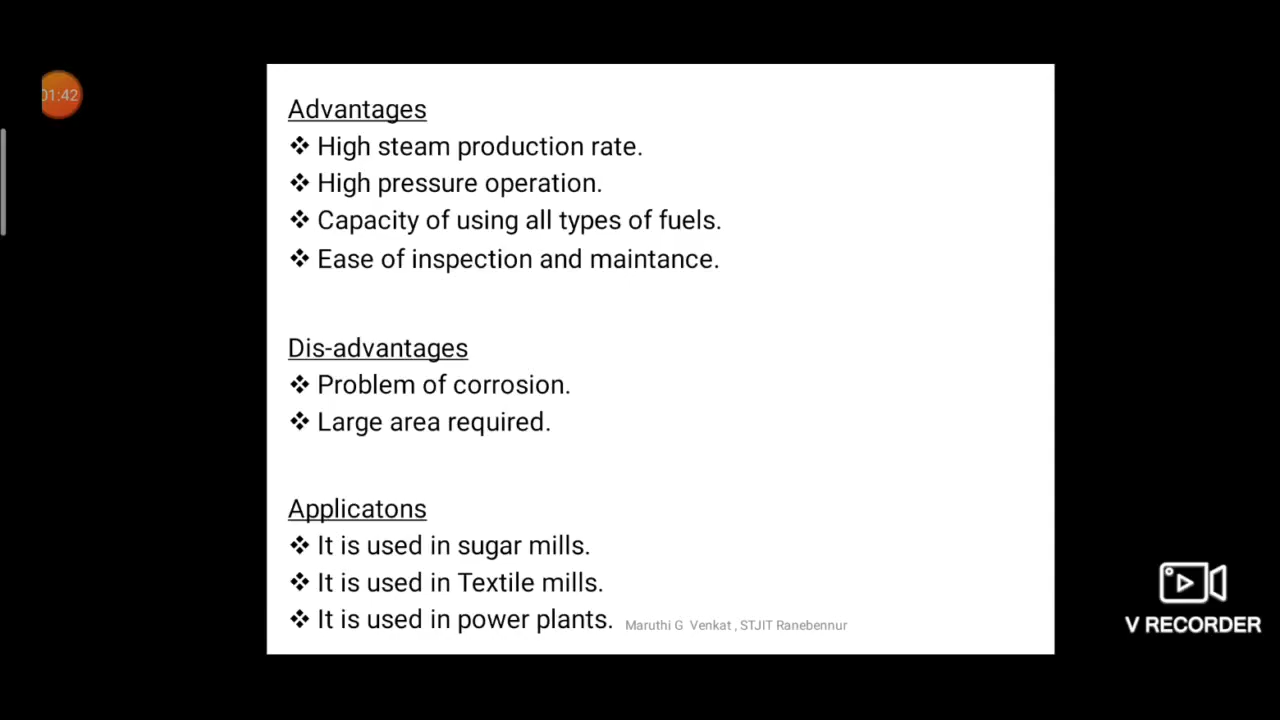 01:42
Advantages
❖ High steam production rate.
❖ High pressure operation.
❖ Capacity of using all types of fuels.
❖ Ease of inspection and maintance.
Dis-advantages
❖ Problem of corrosion.
❖ Large area required.
Applicatons
❖ It is used in sugar mills.
❖ It is used in Textile mills.
❖ It is used in power plants.
Maruthi G Venkat , STJIT Ranebennur
V RECORDER